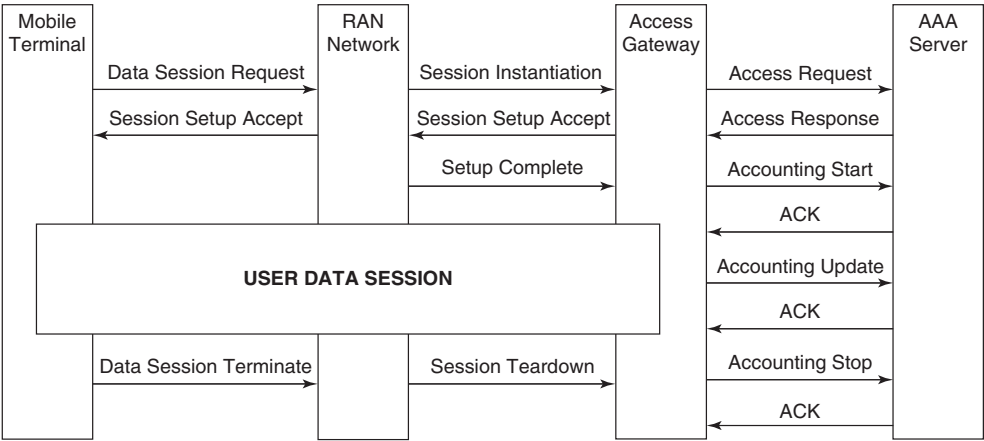 Mobile
Terminal
RAN
Network
Access
Gateway
AAA
Server
Data Session Request
Session Instantiation
Access Request
Session Setup Accept
Session Setup Accept
Access Response
Setup Complete
Accounting Start
ACK
USER DATA SESSION
Accounting Update
ACK
Data Session Terminate
Session Teardown
Accounting Stop
ACK